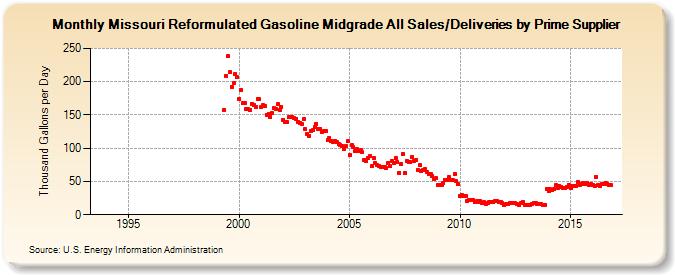 Monthly Missouri Reformulated Gasoline Midgrade All Sales/Deliveries by Prime Supplier
Thousand Gallons per Day
250
200
150
100
50
0
1995 2000 2005 2010 2015
Source: U.S. Energy Information Administration